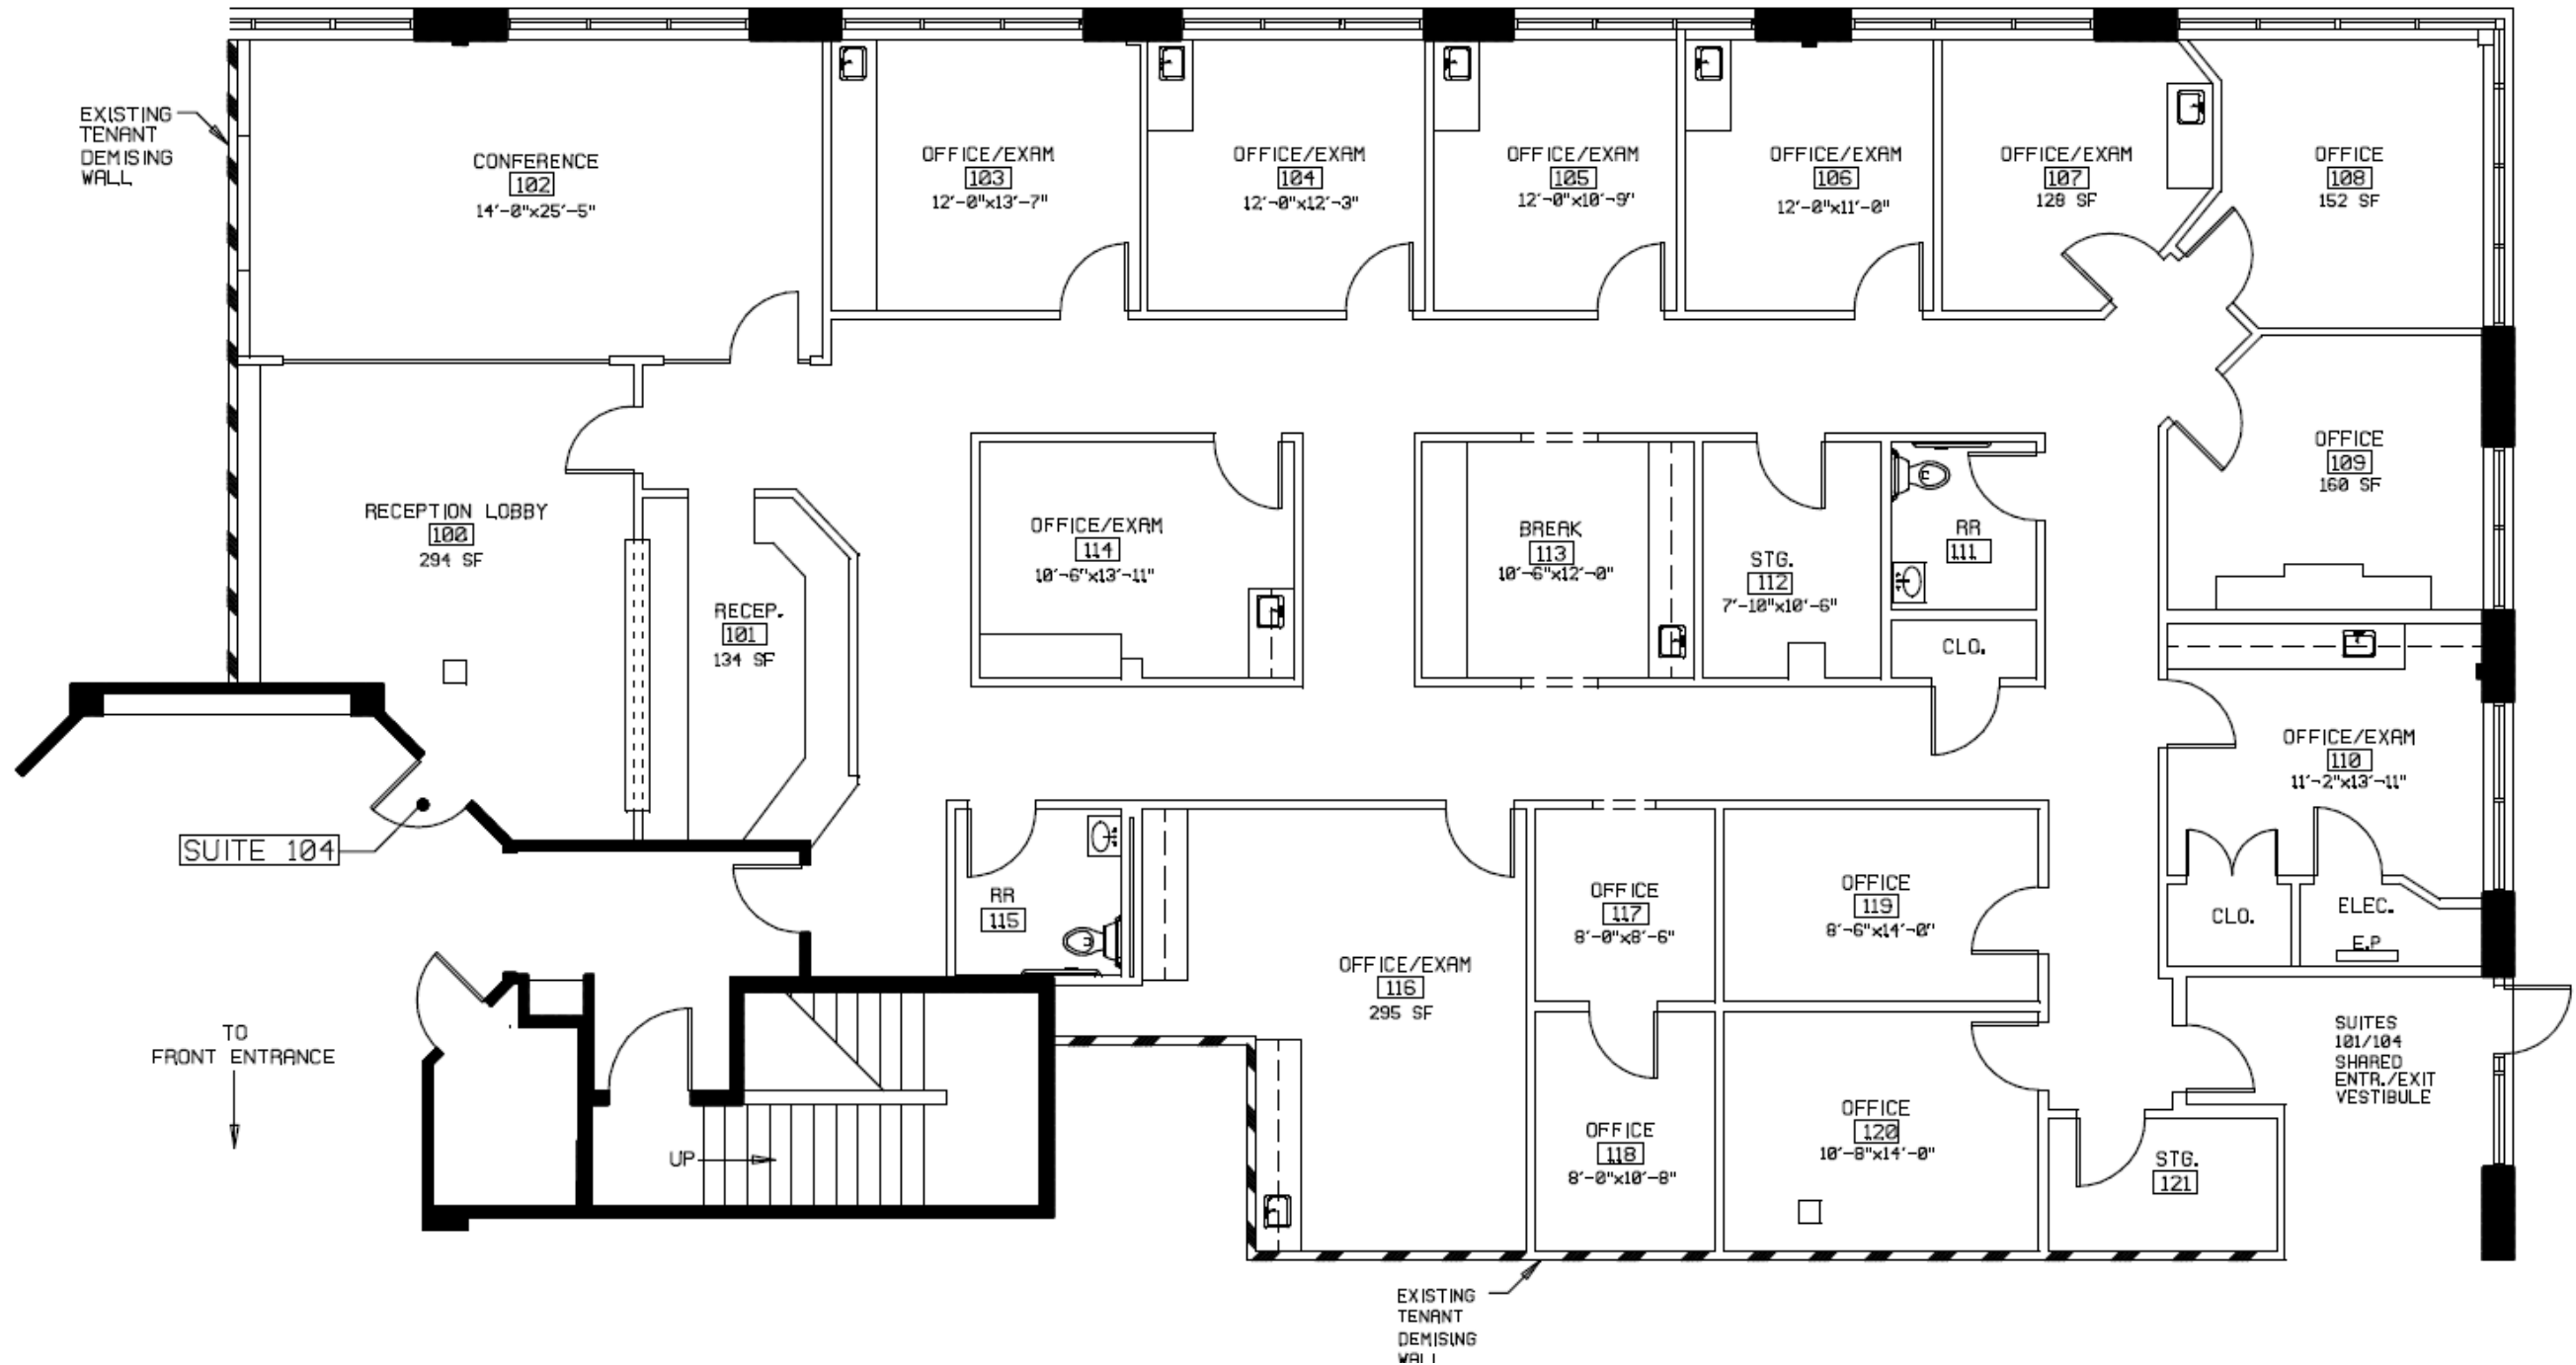 EXISTING
TENANT
DEMISING
WALL
CONFERENCE
102
14'-0"x25'-5"
OFFICE/EXAM
103
12'-0"x13'-7"
OFFICE/EXAM
104
12'-0"x12'-3"
OFFICE/EXAM
105
12'-0"x10'-9"
OFFICE/EXAM
106
12'-0"x11'-0"
OFFICE/EXAM
107
128 SF
OFFICE
108
152 SF
RECEPTION LOBBY
100
294 SF
RECEP.
101
134 SF
OFFICE/EXAM
114
10'-6"x13'-11"
BREAK
113
10'-6"x12'-0"
STG.
112
7'-10"x10'-6"
RR
111
CLO.
OFFICE
109
160 SF
OFFICE/EXAM
110
11'-2"x13'-11"
CLO.
ELEC.
E.P
SUITE 104
RR
115
OFFICE/EXAM
116
295 SF
OFFICE
117
8'-0"x8'-6"
OFFICE
119
8'-6"x14'-0"
OFFICE
118
8'-0"x10'-8"
OFFICE
120
10'-8"x14'-0"
STG.
121
SUITES
101/104
SHARED
ENTR./EXIT
VESTIBULE
TO
FRONT ENTRANCE
UP
EXISTING
TENANT
DEMISING
WALL